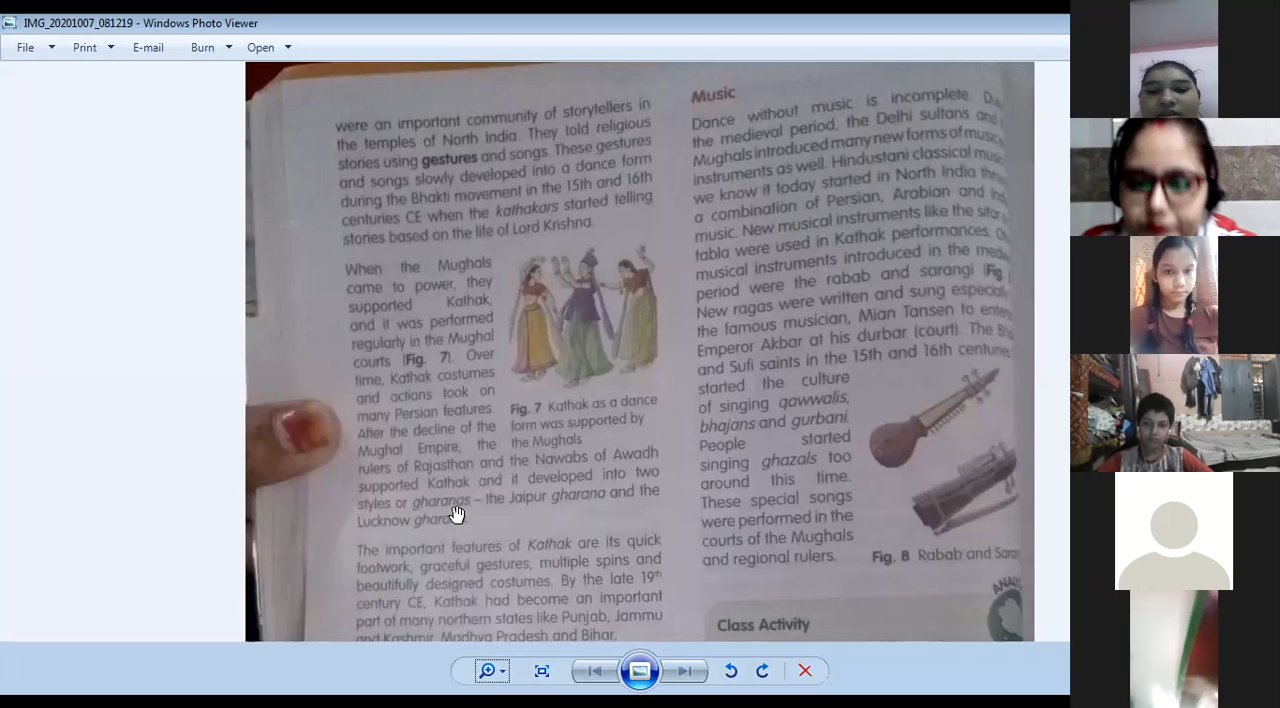 IMG_20201007_081219 - Windows Photo Viewer
File Print E-mail Burn Open
were an important community of storytellers in
the temples of North India. They told religious
stories using gestures and songs. These gestures
and songs slowly developed into a dance form
during the Bhakti movement in the 15th and 16th
centuries CE when the kathakars started telling
stories based on the life of Lord Krishna.
When the Mughals
came to power, they
supported Kathak,
and it was performed
regularly in the Mughal
courts (Fig. 7). Over
time, Kathak costumes
and actions took on
many Persian features.
After the decline of the
Mughal Empire, the
rulers of Rajasthan and the Nawabs of Awadh
supported Kathak and it developed into two
styles or gharanas – the Jaipur gharana and the
Lucknow
Fig. 7 Kathak as a dance
form was supported by
the Mughals
The important features of Kathak are its quick
footwork, graceful gestures, multiple spins and
beautifully designed costumes. By the late 19th
century CE, Kathak had become an important
part of many northern states like Punjab, Jammu
and Kashmir, Madhya Pradesh and Bihar.
Music
Dance without music is incomplete.
the medieval period, the Delhi sultans and
Mughals introduced many new forms of music
instruments as well. Hindustani classical
we know it today started in North India
a combination of Persian, Arabian and
music. New musical instruments like the sitar
tabla were used in Kathak performances.
musical instruments introduced in the
period were the rabab and sarangi (Fig.
New ragas were written and sung
the famous musician, Mian Tansen to
Emperor Akbar at his durbar (court). The
and Sufi saints in the 15th and 16th centuries
started the culture
of singing qawwalis,
bhajans and gurbani.
People started
singing ghazals too
around this time.
These special songs
were performed in the
courts of the Mughals
and regional rulers.
Fig. 8 Rabab and
Class Activity